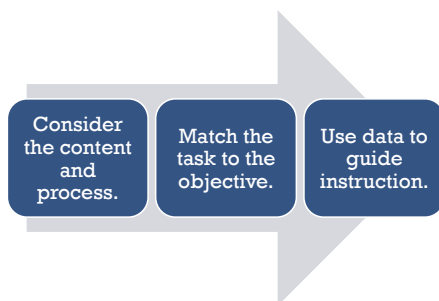 Consider
the content
and
process.
Match the
task to the
objective.
Use data to
guide
instruction.